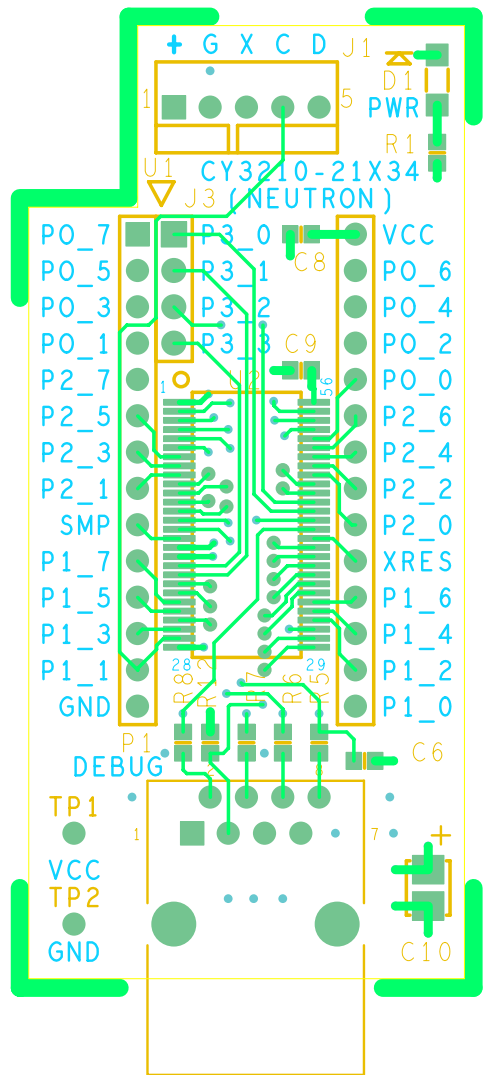 + G X C D J1
1 5 D1
PWR
R1
U1
CY3210-21X34
J3 (NEUTRON)
PO_7 P3_0 VCC
C8
PO_5 P3_1 PO_6
PO_3 P3_2 PO_4
PO_1 P3_3 C9 PO_2
P2_7 1 U2 56 PO_0
P2_5 P2_6
P2_3 P2_4
P2_1 P2_2
SMP P2_0
P1_7 XRES
P1_5 P1_6
P1_3 P1_4
P1_1 28 29 P1_2
R8 R12 P7 R6 R5
GND P1_0
P1 C6
DEBUG
TP1
1 7 +
VCC
TP2
GND C10